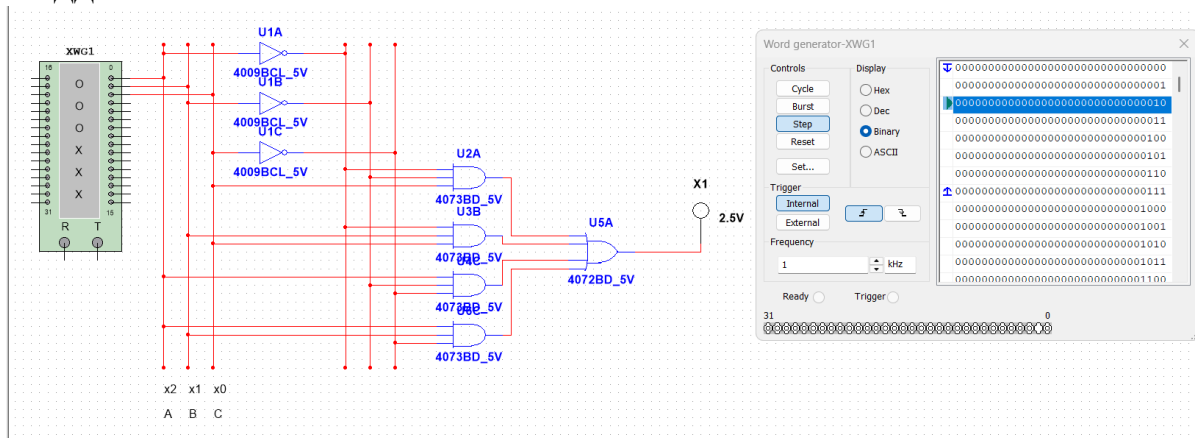 XWG1
16 0
O
O
O
X
X
X
31 15
R T
U1A
4009BCL_5V
U1B
4009BCL_5V
U1C
4009BCL_5V
U2A
4073BD_5V
U3B
4073BD_5V
U4C
4073BD_5V
4073BD_5V
U5A
4072BD_5V
X1
2.5V
x2 x1 x0
A B C
Word generator-XWG1
Controls
Cycle
Burst
Step
Reset
Set...
Display
Hex
Dec
Binary
ASCII
Trigger
Internal
External
Frequency
1 kHz
Ready Trigger
00000000000000000000000000000000
00000000000000000000000000000001
00000000000000000000000000000010
00000000000000000000000000000011
00000000000000000000000000000100
00000000000000000000000000000101
00000000000000000000000000000110
00000000000000000000000000000111
00000000000000000000000000001000
00000000000000000000000000001001
00000000000000000000000000001010
00000000000000000000000000001011
00000000000000000000000000001100
31 0